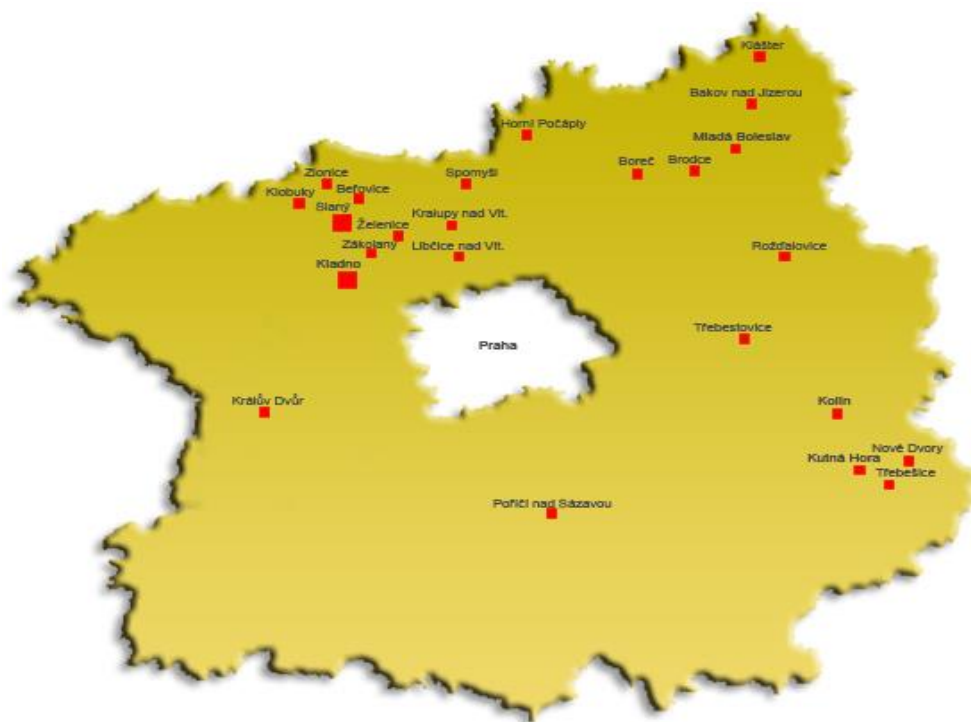 Klášter
Bakov nad Jizerou
Horní Počáply
Mladá Boleslav
Boreč
Brodce
Zlonice
Spomyšl
Klobuky
Beřovice
Slaný
Kralupy nad Vlt.
Želenice
Zákolany
Libčice nad Vlt.
Rožďalovice
Kladno
Třebestovice
Praha
Králův Dvůr
Kolín
Nové Dvory
Kutná Hora
Třebešice
Poříčí nad Sázavou